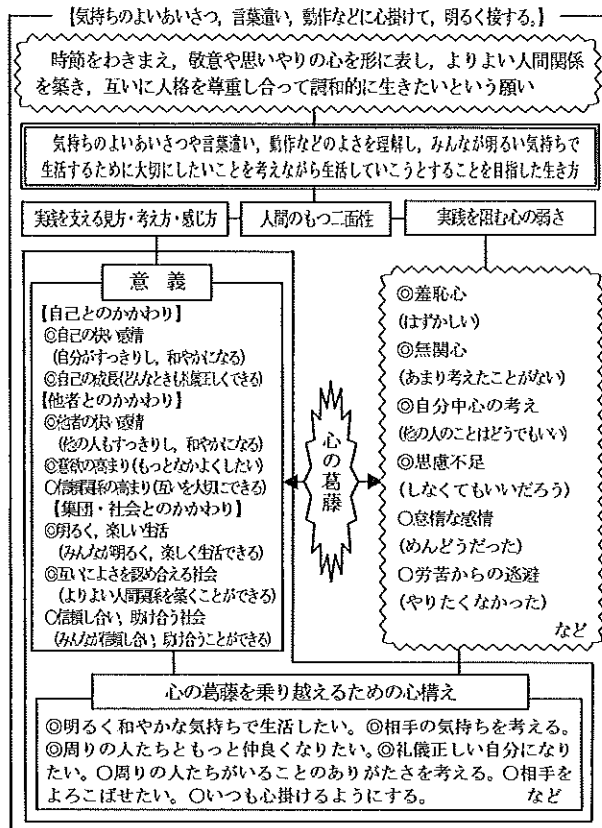 【気持ちのよいあいさつ，言葉遣い，動作などに心掛けて，明るく接する。】
時節をわきまえ，敬意や思いやりの心を形に表し，よりよい人間関係
を築き，互いに人格を尊重し合って調和的に生きたいという願い
気持ちのよいあいさつや言葉遣い，動作などのよさを理解し，みんなが明るい気持ちで
生活するために大切にしたいことを考えながら生活していこうとすることを目指した生き方
実践を支える見方・考え方・感じ方
人間のもつ二面性
実践を阻む心の弱さ
意義
【自己とのかかわり】
◎自己の快い感情
(自分がすっきりし，和やかになる)
◎自己の成長(どんなときも礼儀正しくできる)
【他者とのかかわり】
◎他者の快い感情
(他の人もすっきりし，和やかになる)
◎意欲の高まり(もっとなかよくしたい)
○信頼関係の高まり(互いを大切にできる)
【集団・社会とのかかわり】
◎明るく，楽しい生活
(みんなが明るく，楽しく生活できる)
◎互いによさを認め合える社会
(よりよい人間関係を築くことができる)
○信頼し合い，助け合う社会
(みんなが信頼し合い，助け合うことができる)
心の葛藤
◎羞恥心
(はずかしい)
◎無関心
(あまり考えたことがない)
◎自分中心の考え
(他の人のことはどうでもいい)
◎思慮不足
(しなくてもいいだろう)
○怠惰な感情
(めんどうだった)
○労苦からの逃避
(やりたくなかった)
など
心の葛藤を乗り越えるための心構え
◎明るく和やかな気持ちで生活したい。◎相手の気持ちを考える。
◎周りの人たちともっと仲良くなりたい。◎礼儀正しい自分になり
たい。○周りの人たちがいることのありがたさを考える。○相手を
よろこばせたい。○いつも心掛けるようにする。 など